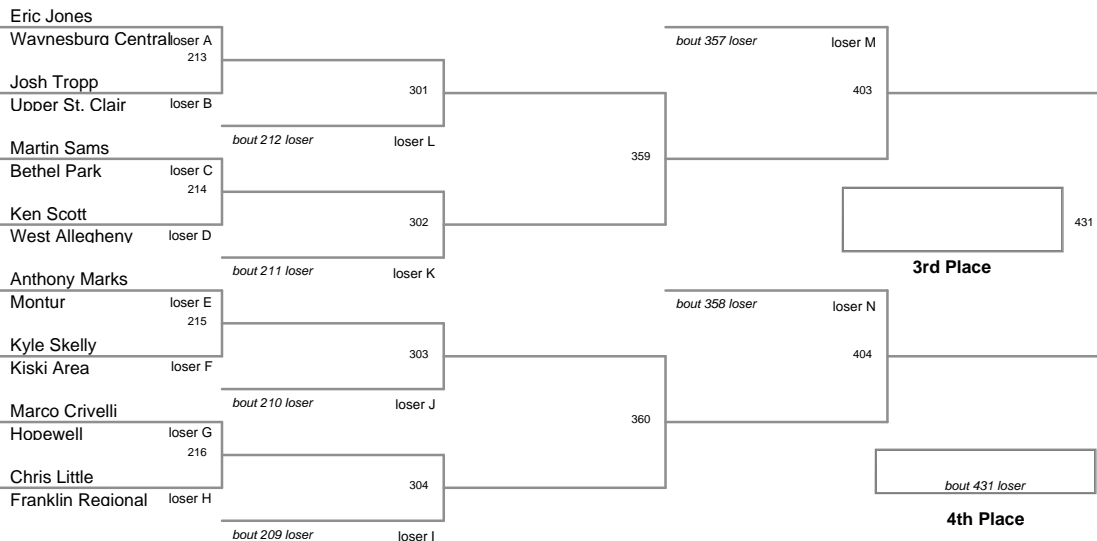 Eric Jones
Waynesburg Central loser A
213
Josh Tropp
Upper St. Clair loser B
bout 212 loser loser L
301
Martin Sams
Bethel Park loser C
214
Ken Scott
West Allegheny loser D
bout 211 loser loser K
302
359
Anthony Marks
Montur loser E
215
Kyle Skelly
Kiski Area loser F
bout 210 loser loser J
303
Marco Crivelli
Hopewell loser G
216
Chris Little
Franklin Regional loser H
bout 209 loser loser I
304
360
bout 357 loser loser M
403
431
3rd Place
bout 358 loser loser N
404
bout 431 loser
4th Place